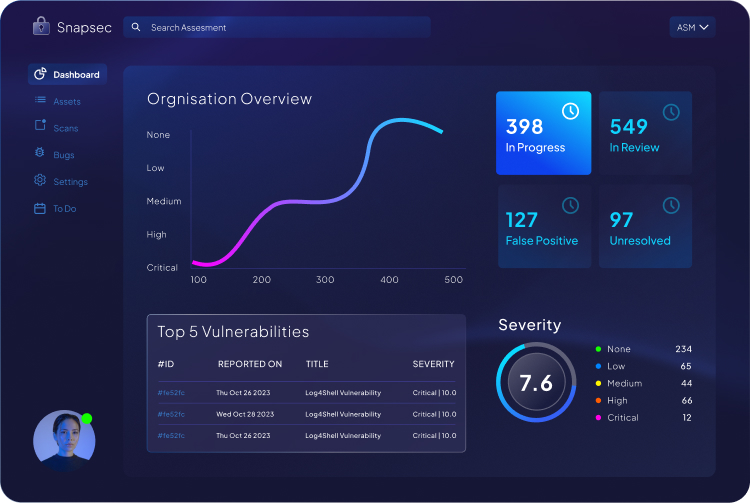 Snapsec
Search Assesment
ASM
Dashboard
Assets
Scans
Bugs
Settings
To Do
Orgnisation Overview
None
Low
Medium
High
Critical
100 200 300 400 500
398
In Progress
549
In Review
127
False Positive
97
Unresolved
Top 5 Vulnerabilities
#ID REPORTED ON TITLE SEVERITY
#fe52fc Thu Oct 26 2023 Log4Shell Vulnerability Critical | 10.0
#fe52fc Wed Oct 28 2023 Log4Shell Vulnerability Critical | 10.0
#fe52fc Thu Oct 26 2023 Log4Shell Vulnerability Critical | 10.0
Severity
7.6
None 234
Low 65
Medium 44
High 66
Critical 12